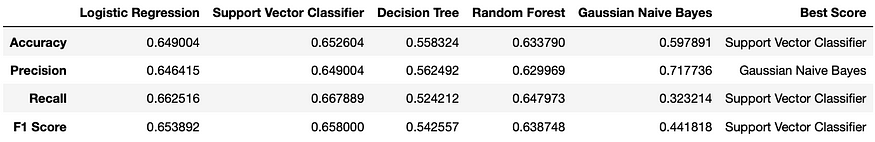 Logistic Regression Support Vector Classifier Decision Tree Random Forest Gaussian Naive Bayes Best Score
Accuracy 0.649004 0.652604 0.558324 0.633790 0.597891 Support Vector Classifier
Precision 0.646415 0.649004 0.562492 0.629969 0.717736 Gaussian Naive Bayes
Recall 0.662516 0.667889 0.524212 0.647973 0.323214 Support Vector Classifier
F1 Score 0.653892 0.658000 0.542557 0.638748 0.441818 Support Vector Classifier